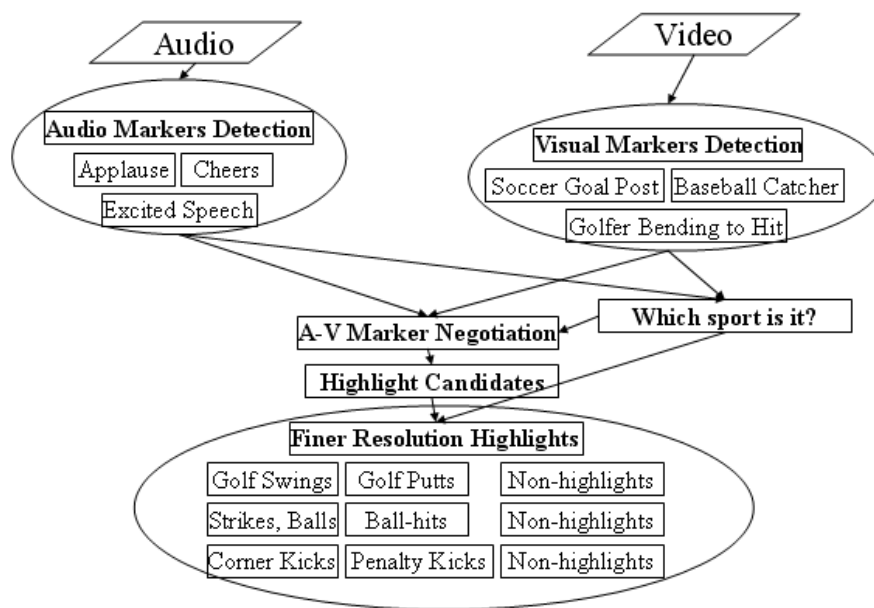 Audio
Video
Audio Markers Detection
Applause Cheers
Excited Speech
Visual Markers Detection
Soccer Goal Post Baseball Catcher
Golfer Bending to Hit
A-V Marker Negotiation
Which sport is it?
Highlight Candidates
Finer Resolution Highlights
Golf Swings Golf Putts Non-highlights
Strikes, Balls Ball-hits Non-highlights
Corner Kicks Penalty Kicks Non-highlights